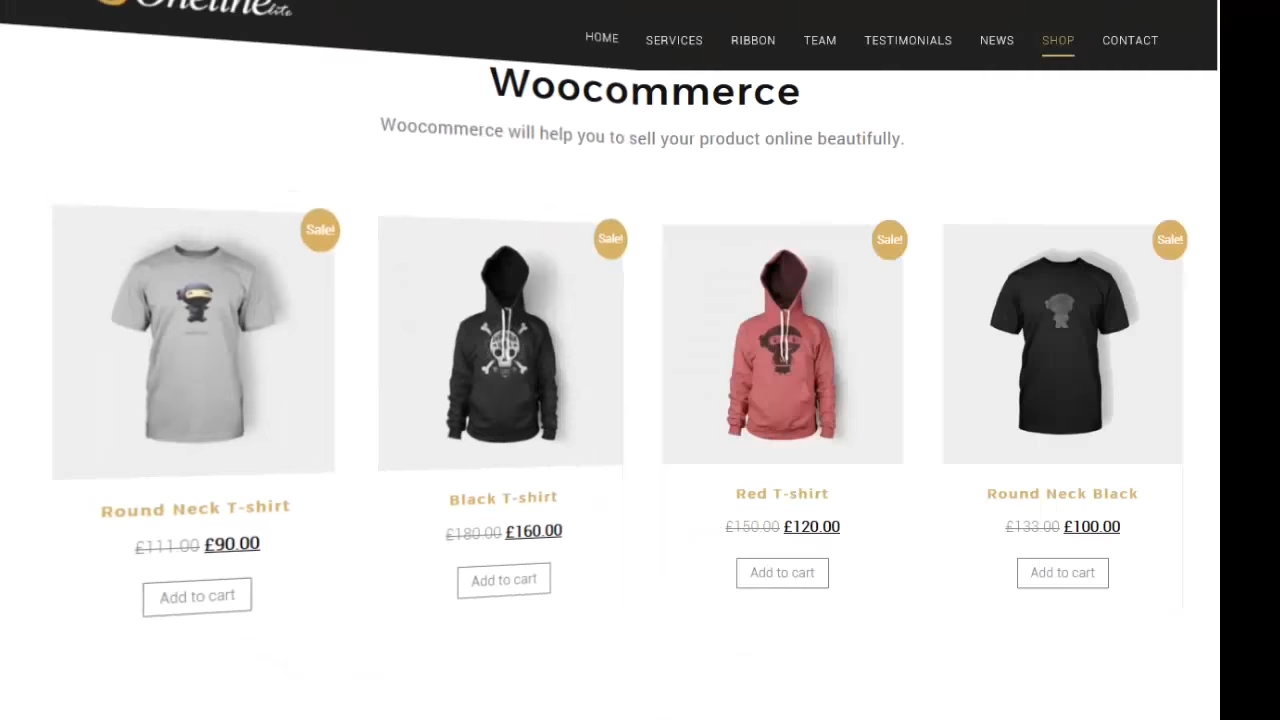 Oneline lite
HOME SERVICES RIBBON TEAM TESTIMONIALS NEWS SHOP CONTACT
Woocommerce
Woocommerce will help you to sell your product online beautifully.
Sale! Sale! Sale! Sale!
Round Neck T-shirt Black T-shirt Red T-shirt Round Neck Black
£111.00 £90.00 £180.00 £160.00 £150.00 £120.00 £133.00 £100.00
Add to cart Add to cart Add to cart Add to cart